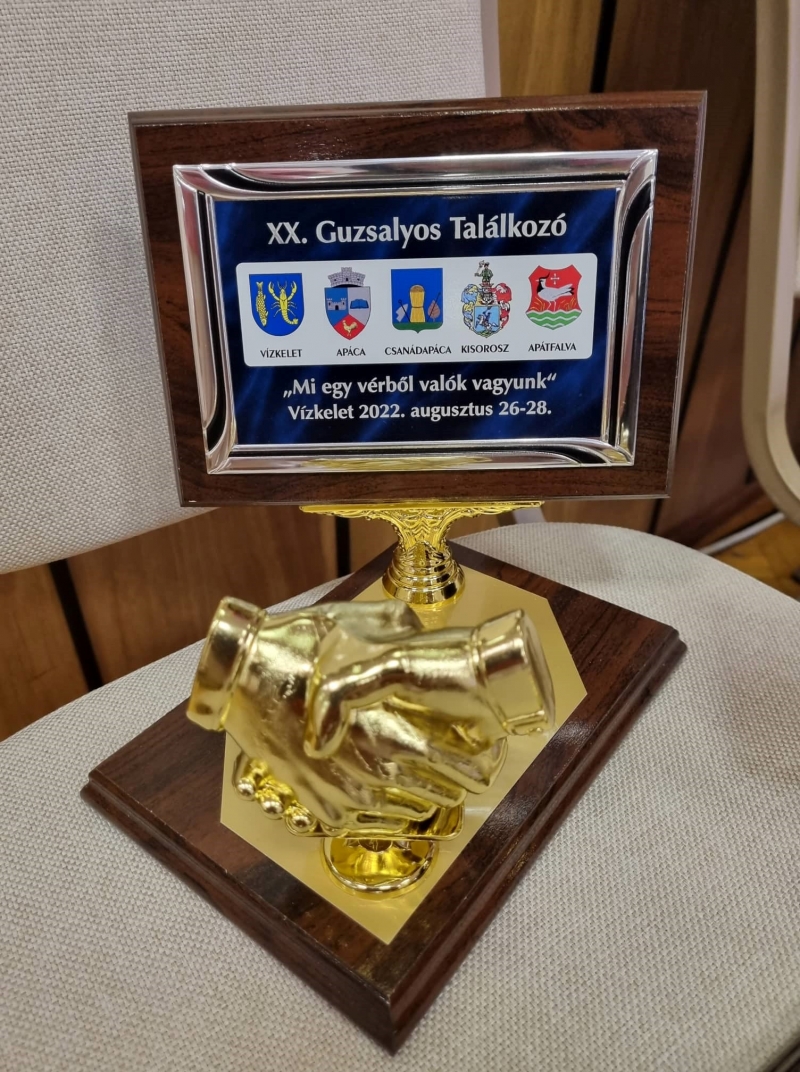 XX. Guzsalyos Találkozó
VÍZKELET APÁCA CSANÁDAPÁCA KISOROSZ APÁTFALVA
„Mi egy vérből valók vagyunk“
Vízkelet 2022. augusztus 26-28.